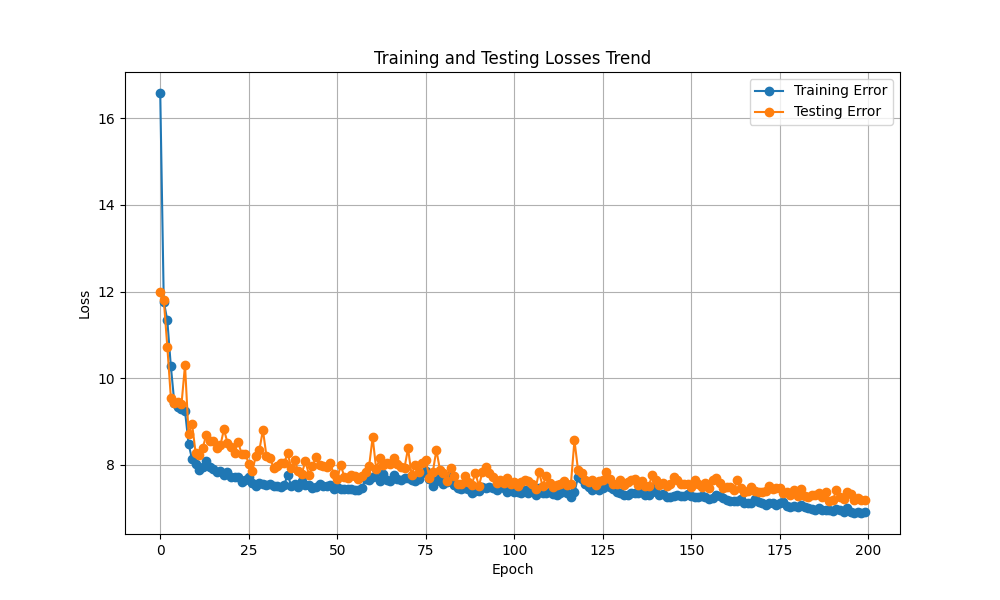 Training and Testing Losses Trend
Training Error
Testing Error
16
14
12
10
8
Loss
0 25 50 75 100 125 150 175 200
Epoch